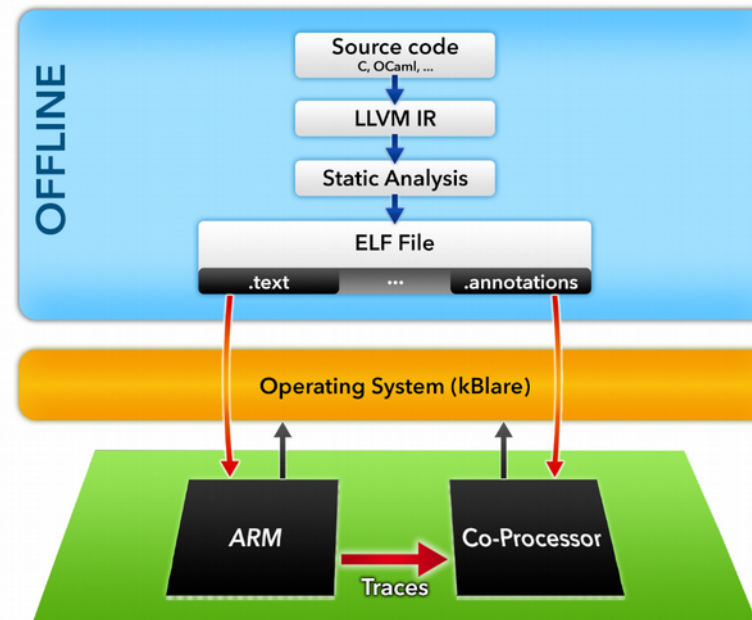 OFFLINE
Source code
C, OCaml, ...
LLVM IR
Static Analysis
ELF File
.text ... .annotations
Operating System (kBlare)
ARM
Co-Processor
Traces